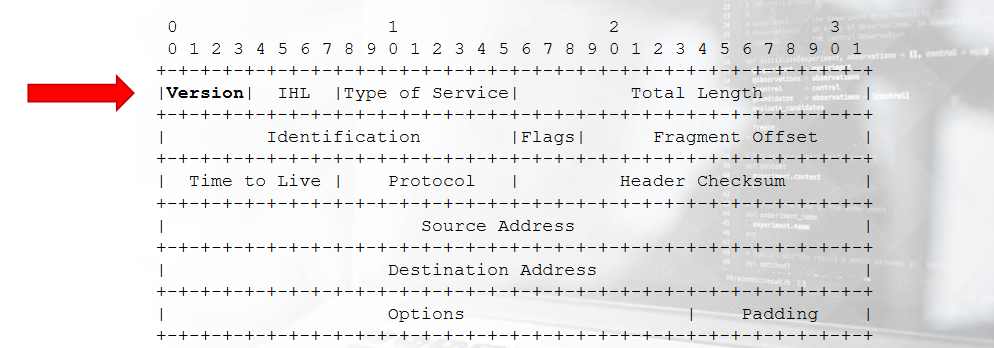 0                   1                   2                   3
0 1 2 3 4 5 6 7 8 9 0 1 2 3 4 5 6 7 8 9 0 1 2 3 4 5 6 7 8 9 0 1
+-+-+-+-+-+-+-+-+-+-+-+-+-+-+-+-+-+-+-+-+-+-+-+-+-+-+-+-+-+-+-+-+
|Version|  IHL  |Type of Service|          Total Length         |
+-+-+-+-+-+-+-+-+-+-+-+-+-+-+-+-+-+-+-+-+-+-+-+-+-+-+-+-+-+-+-+-+
|         Identification        |Flags|      Fragment Offset    |
+-+-+-+-+-+-+-+-+-+-+-+-+-+-+-+-+-+-+-+-+-+-+-+-+-+-+-+-+-+-+-+-+
|  Time to Live |    Protocol   |         Header Checksum       |
+-+-+-+-+-+-+-+-+-+-+-+-+-+-+-+-+-+-+-+-+-+-+-+-+-+-+-+-+-+-+-+-+
|                       Source Address                          |
+-+-+-+-+-+-+-+-+-+-+-+-+-+-+-+-+-+-+-+-+-+-+-+-+-+-+-+-+-+-+-+-+
|                    Destination Address                        |
+-+-+-+-+-+-+-+-+-+-+-+-+-+-+-+-+-+-+-+-+-+-+-+-+-+-+-+-+-+-+-+-+
|                    Options                    |    Padding    |
+-+-+-+-+-+-+-+-+-+-+-+-+-+-+-+-+-+-+-+-+-+-+-+-+-+-+-+-+-+-+-+-+